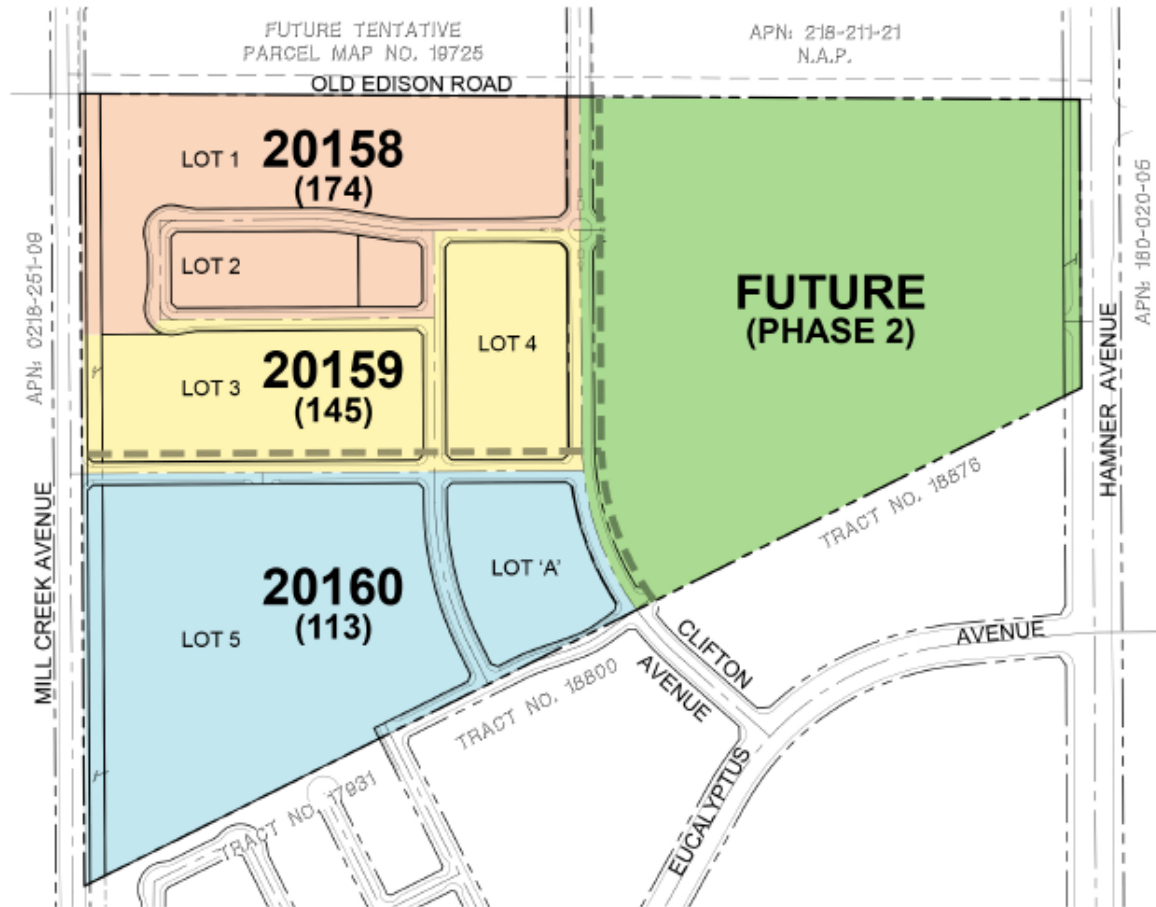 FUTURE TENTATIVE
PARCEL MAP NO. 19725
APN: 218-211-21
N.A.P.
OLD EDISON ROAD
LOT 1
20158
(174)
LOT 2
LOT 3
20159
(145)
LOT 4
FUTURE
(PHASE 2)
20160
(113)
LOT 5
LOT 'A'
APN: 0218-251-09
MILL CREEK AVENUE
APN: 180-020-05
HAMNER AVENUE
TRACT NO. 18876
TRACT NO. 18800
TRACT NO. 17931
CLIFTON
AVENUE
EUCALYPTUS
AVENUE